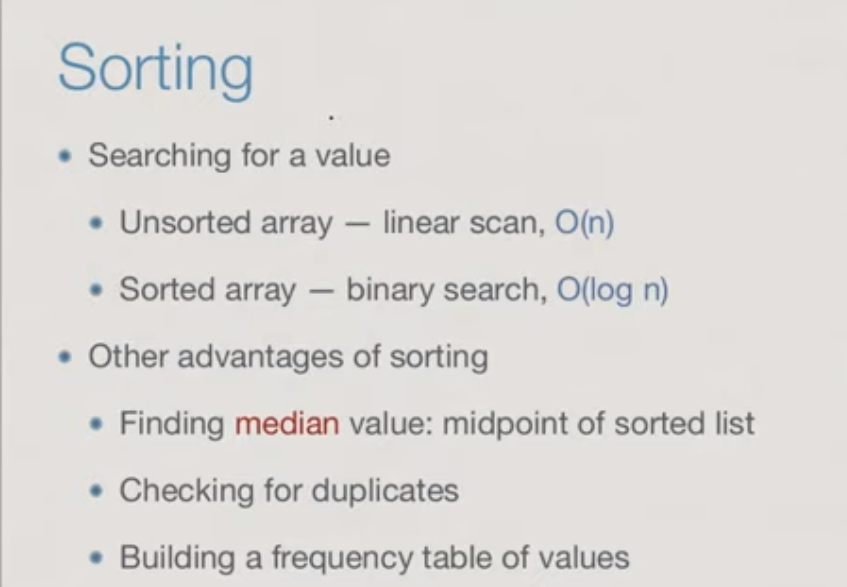 Sorting
• Searching for a value
• Unsorted array — linear scan, O(n)
• Sorted array — binary search, O(log n)
• Other advantages of sorting
• Finding median value: midpoint of sorted list
• Checking for duplicates
• Building a frequency table of values